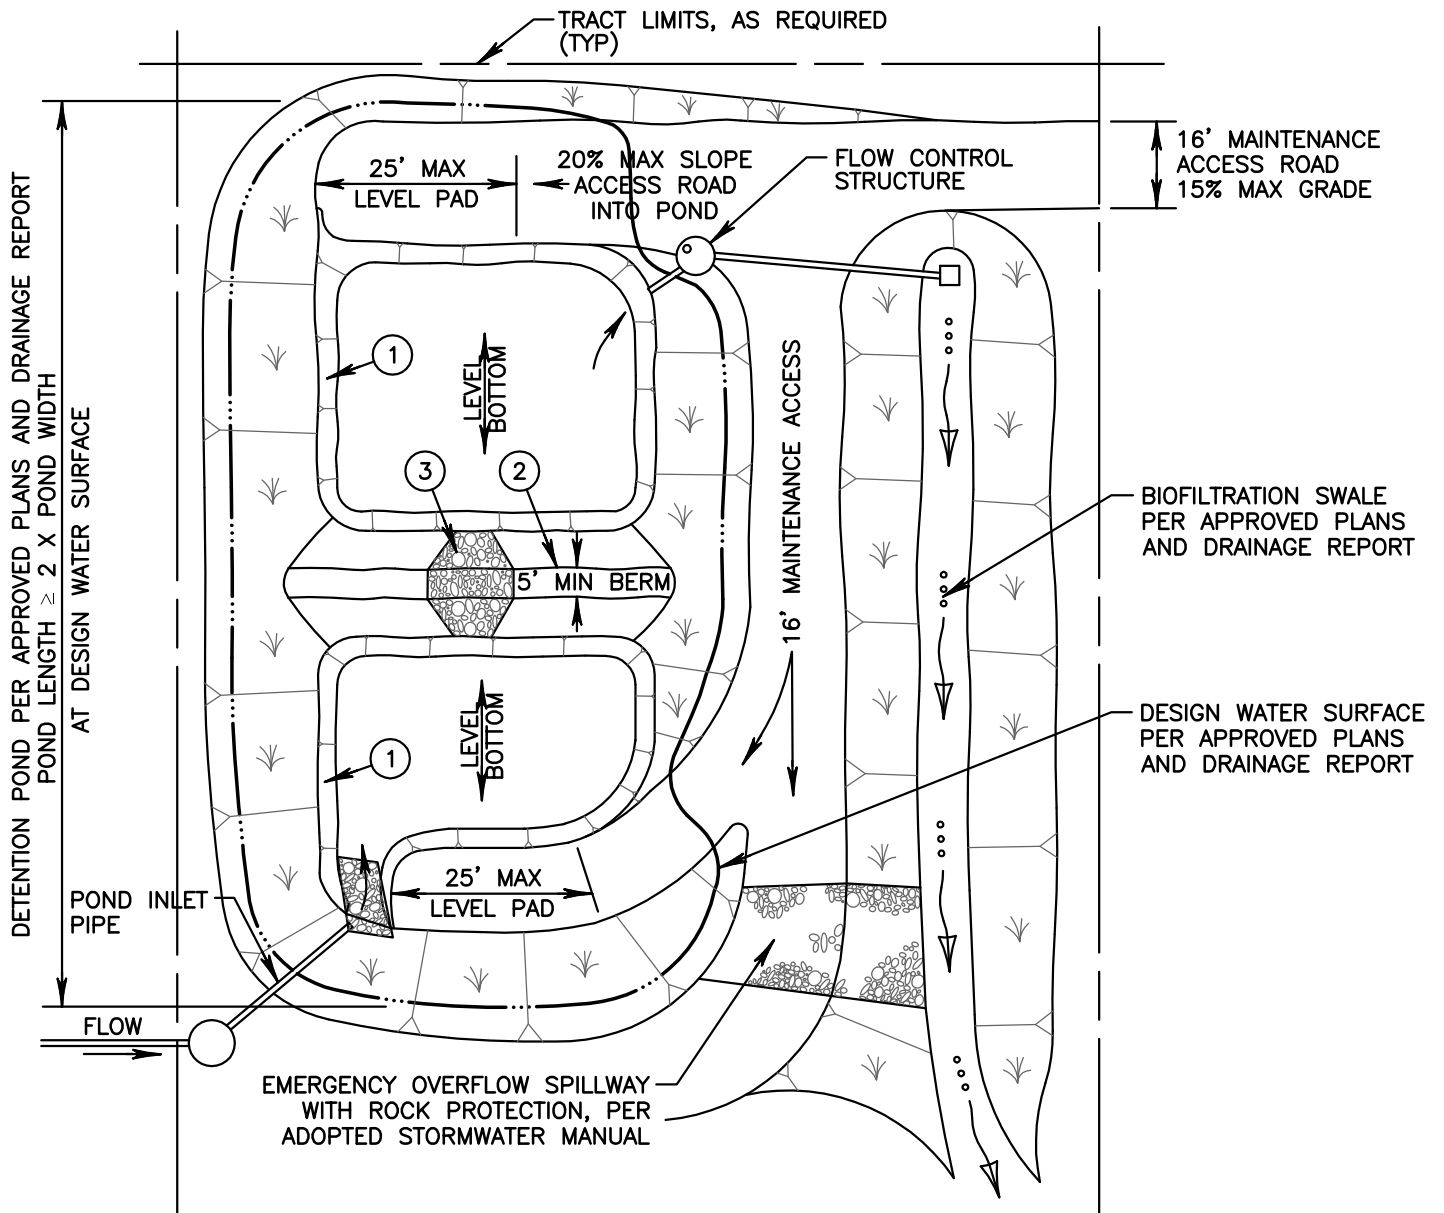 TRACT LIMITS, AS REQUIRED
(TYP)
DETENTION POND PER APPROVED PLANS AND DRAINAGE REPORT
POND LENGTH ≥ 2 X POND WIDTH
AT DESIGN WATER SURFACE
25' MAX
LEVEL PAD
20% MAX SLOPE
ACCESS ROAD
INTO POND
FLOW CONTROL
STRUCTURE
16' MAINTENANCE
ACCESS ROAD
15% MAX GRADE
1
LEVEL
BOTTOM
3
2
16' MAINTENANCE ACCESS
BIOFILTRATION SWALE
PER APPROVED PLANS
AND DRAINAGE REPORT
5' MIN BERM
LEVEL
BOTTOM
1
DESIGN WATER SURFACE
PER APPROVED PLANS
AND DRAINAGE REPORT
25' MAX
LEVEL PAD
POND INLET
PIPE
FLOW
EMERGENCY OVERFLOW SPILLWAY
WITH ROCK PROTECTION, PER
ADOPTED STORMWATER MANUAL